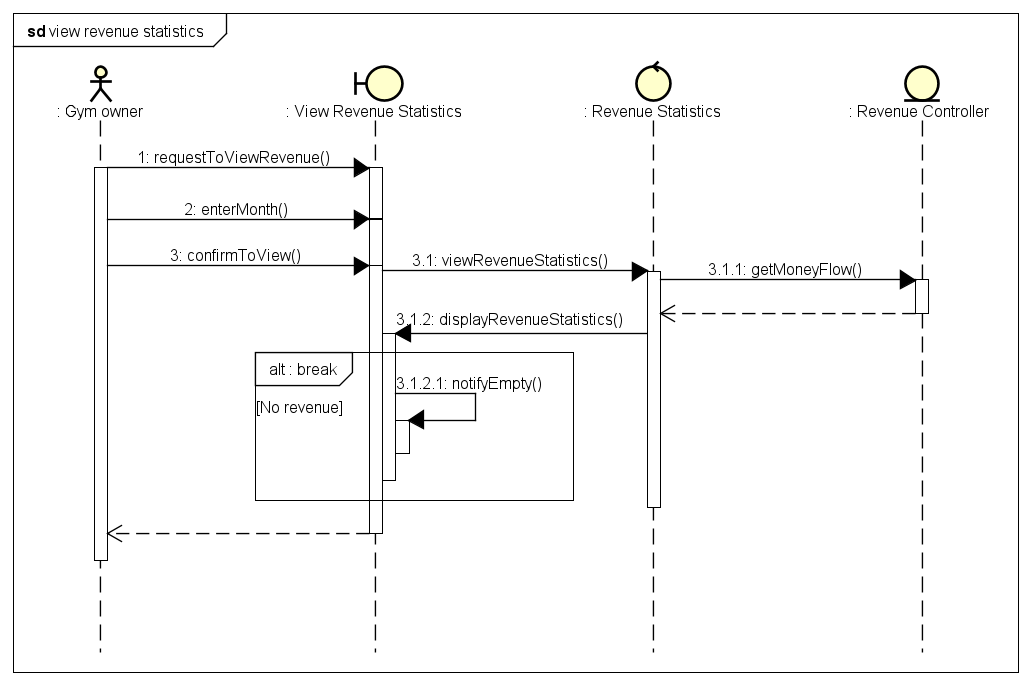 sd view revenue statistics
: Gym owner
: View Revenue Statistics
: Revenue Statistics
: Revenue Controller
1: requestToViewRevenue()
2: enterMonth()
3: confirmToView()
3.1: viewRevenueStatistics()
3.1.1: getMoneyFlow()
3.1.2: displayRevenueStatistics()
alt : break
3.1.2.1: notifyEmpty()
[No revenue]